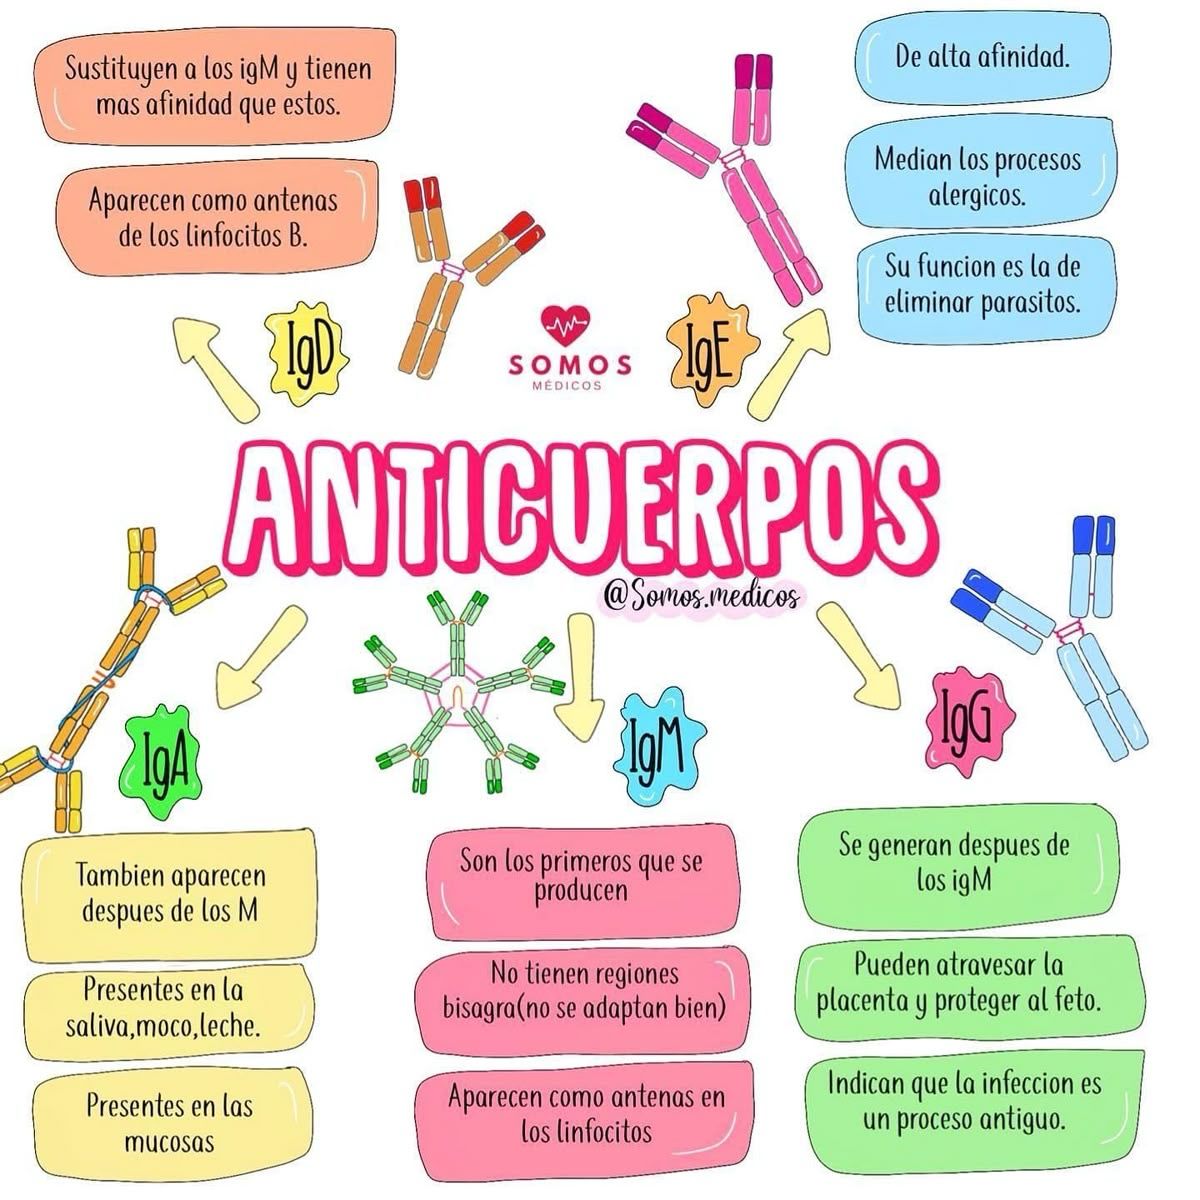 Sustituyen a los igM y tienen
mas afinidad que estos.
Aparecen como antenas
de los linfocitos B.
IgD
De alta afinidad.
Median los procesos
alergicos.
Su funcion es la de
eliminar parasitos.
IgE
SOMOS
MÉDICOS
ANTICUERPOS
@Somos.medicos
IgA
Tambien aparecen
despues de los M
Presentes en la
saliva,moco,leche.
Presentes en las
mucosas
IgM
Son los primeros que se
producen
No tienen regiones
bisagra(no se adaptan bien)
Aparecen como antenas en
los linfocitos
IgG
Se generan despues de
los igM
Pueden atravesar la
placenta y proteger al feto.
Indican que la infeccion es
un proceso antiguo.